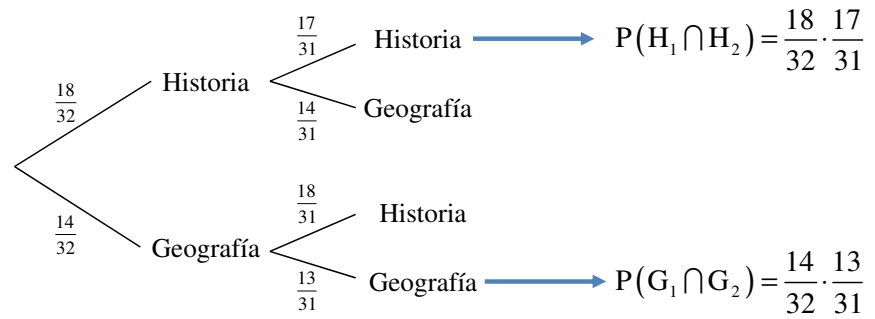 17/31 Historia P(H₁⋂H₂) = 18/32 · 17/31
18/32 Historia
14/31 Geografía
18/31 Historia
14/32 Geografía
13/31 Geografía P(G₁⋂G₂) = 14/32 · 13/31